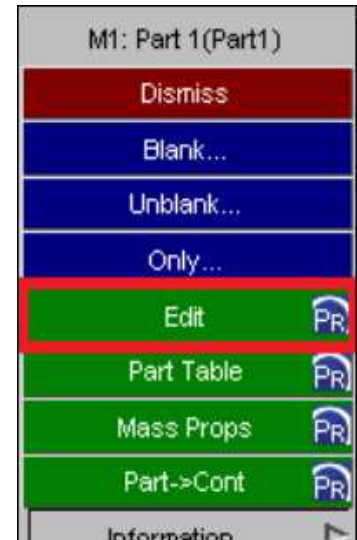 M1: Part 1(Part1)
Dismiss
Blank...
Unblank...
Only...
Edit PR
Part Table PR
Mass Props PR
Part->Cont PR
Information